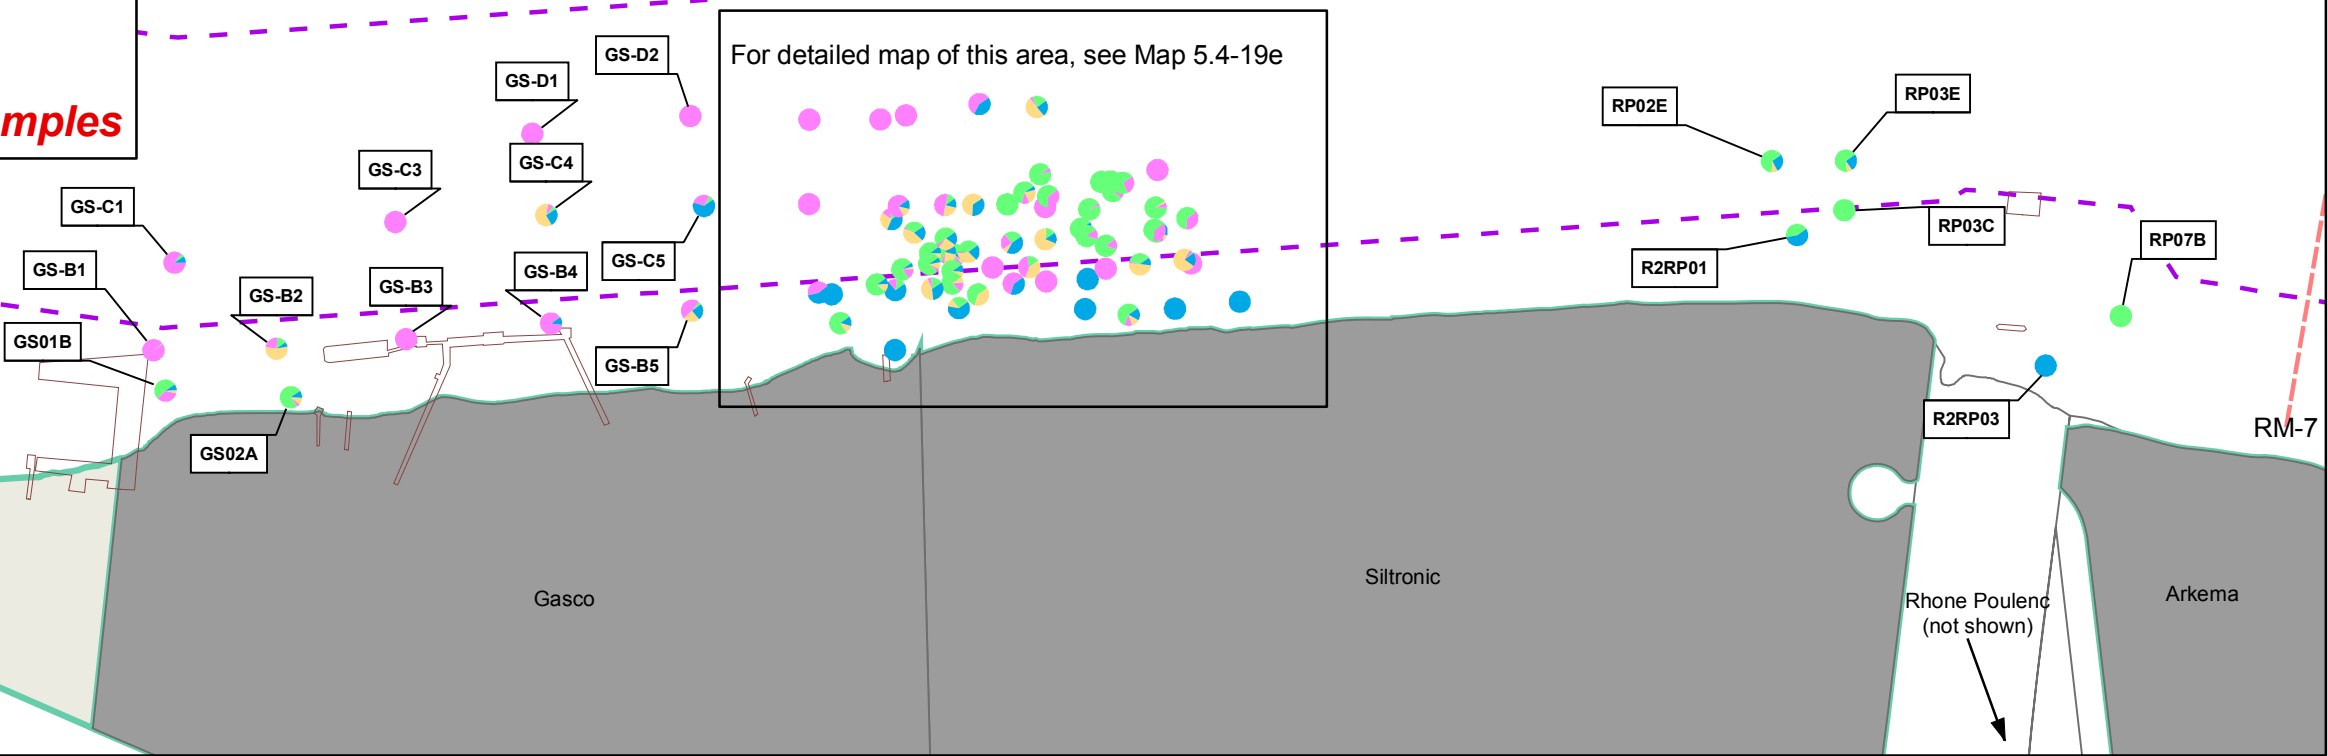 mples
For detailed map of this area, see Map 5.4-19e
GS-D2
GS-D1
GS-C4
GS-C3
GS-C1
GS-B1
GS01B
GS-B2
GS-B3
GS-B4
GS-C5
GS-B5
GS02A
RP02E
RP03E
RP03C
R2RP01
RP07B
R2RP03
RM-7
Gasco
Siltronic
Rhone Poulenc
(not shown)
Arkema